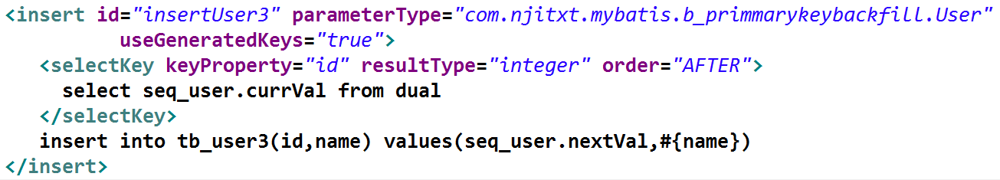 <insert id="insertUser3" parameterType="com.njitxt.mybatis.b_primmarykeybackfill.User"
useGeneratedKeys="true">
<selectKey keyProperty="id" resultType="integer" order="AFTER">
select seq_user.currVal from dual
</selectKey>
insert into tb_user3(id,name) values(seq_user.nextVal,#{name})
</insert>